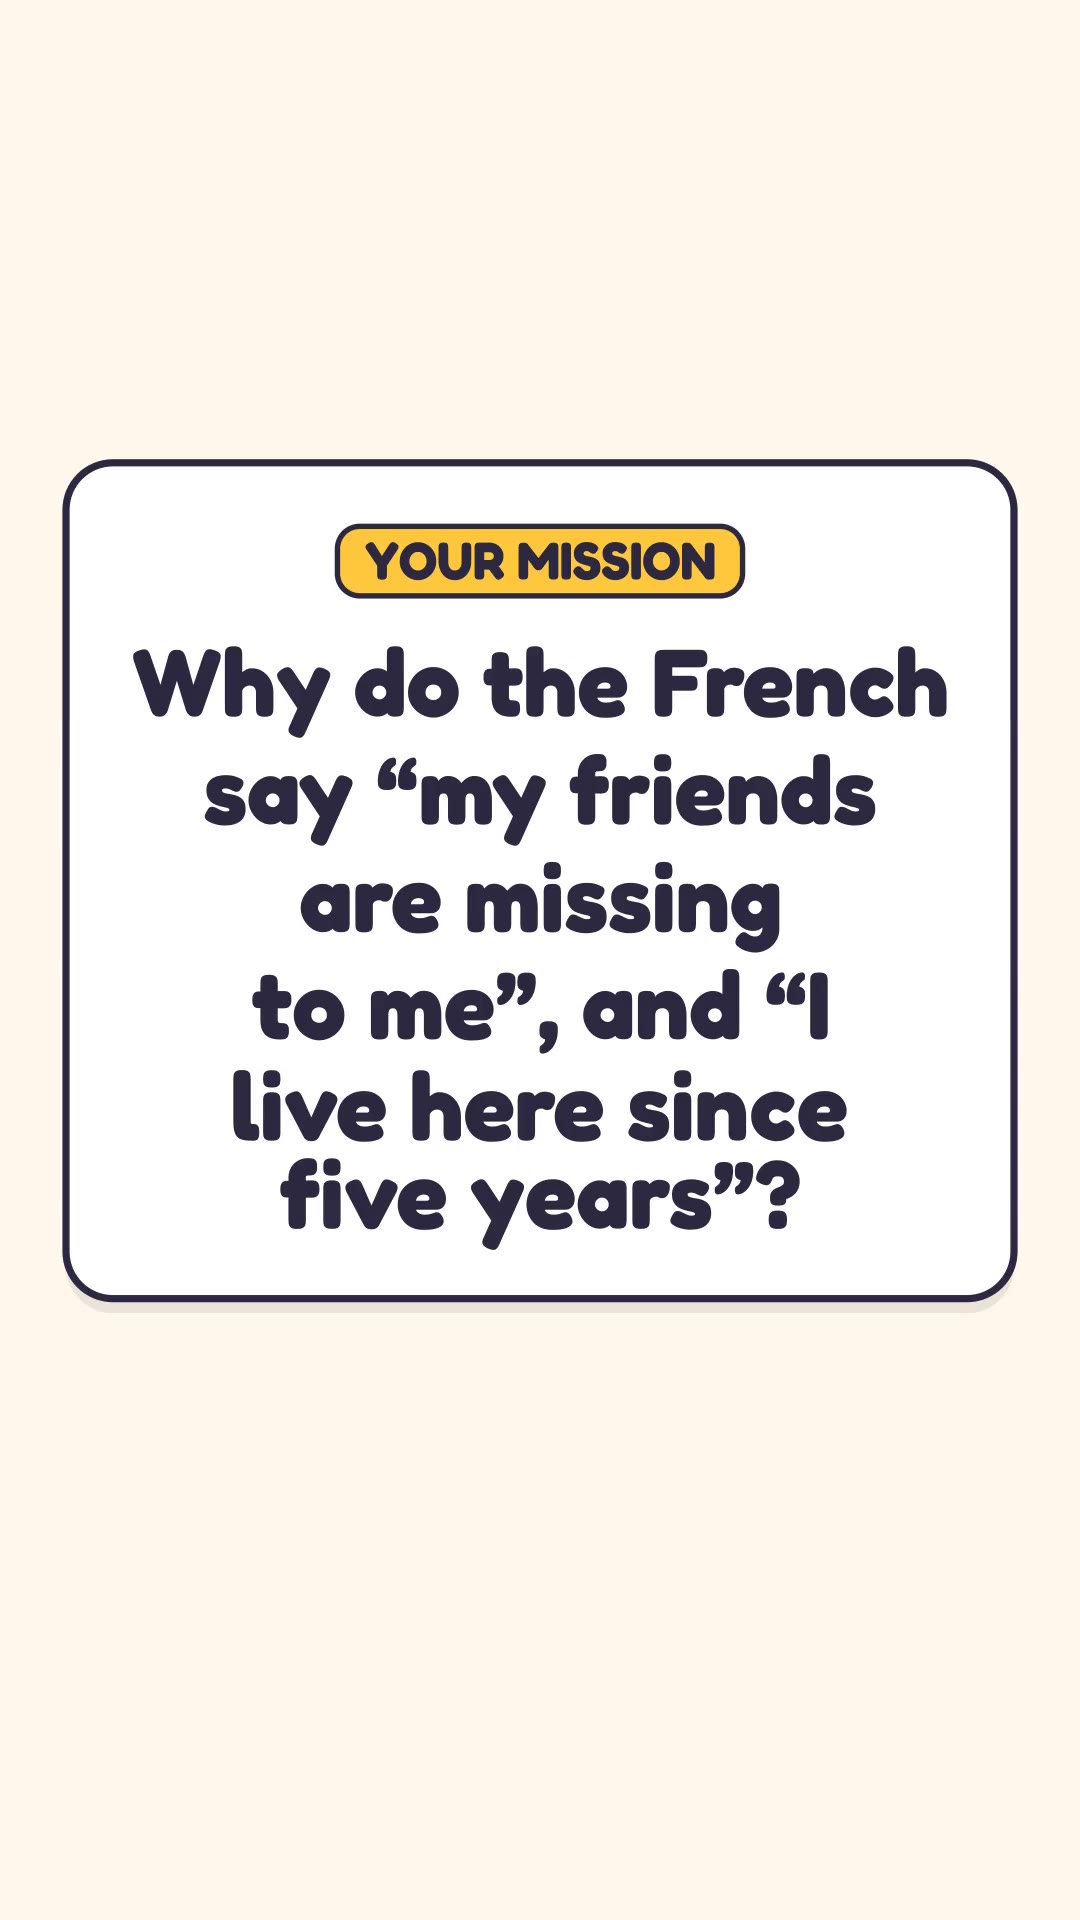 YOUR MISSION
Why do the French
say “my friends
are missing
to me”, and “I
live here since
five years”?